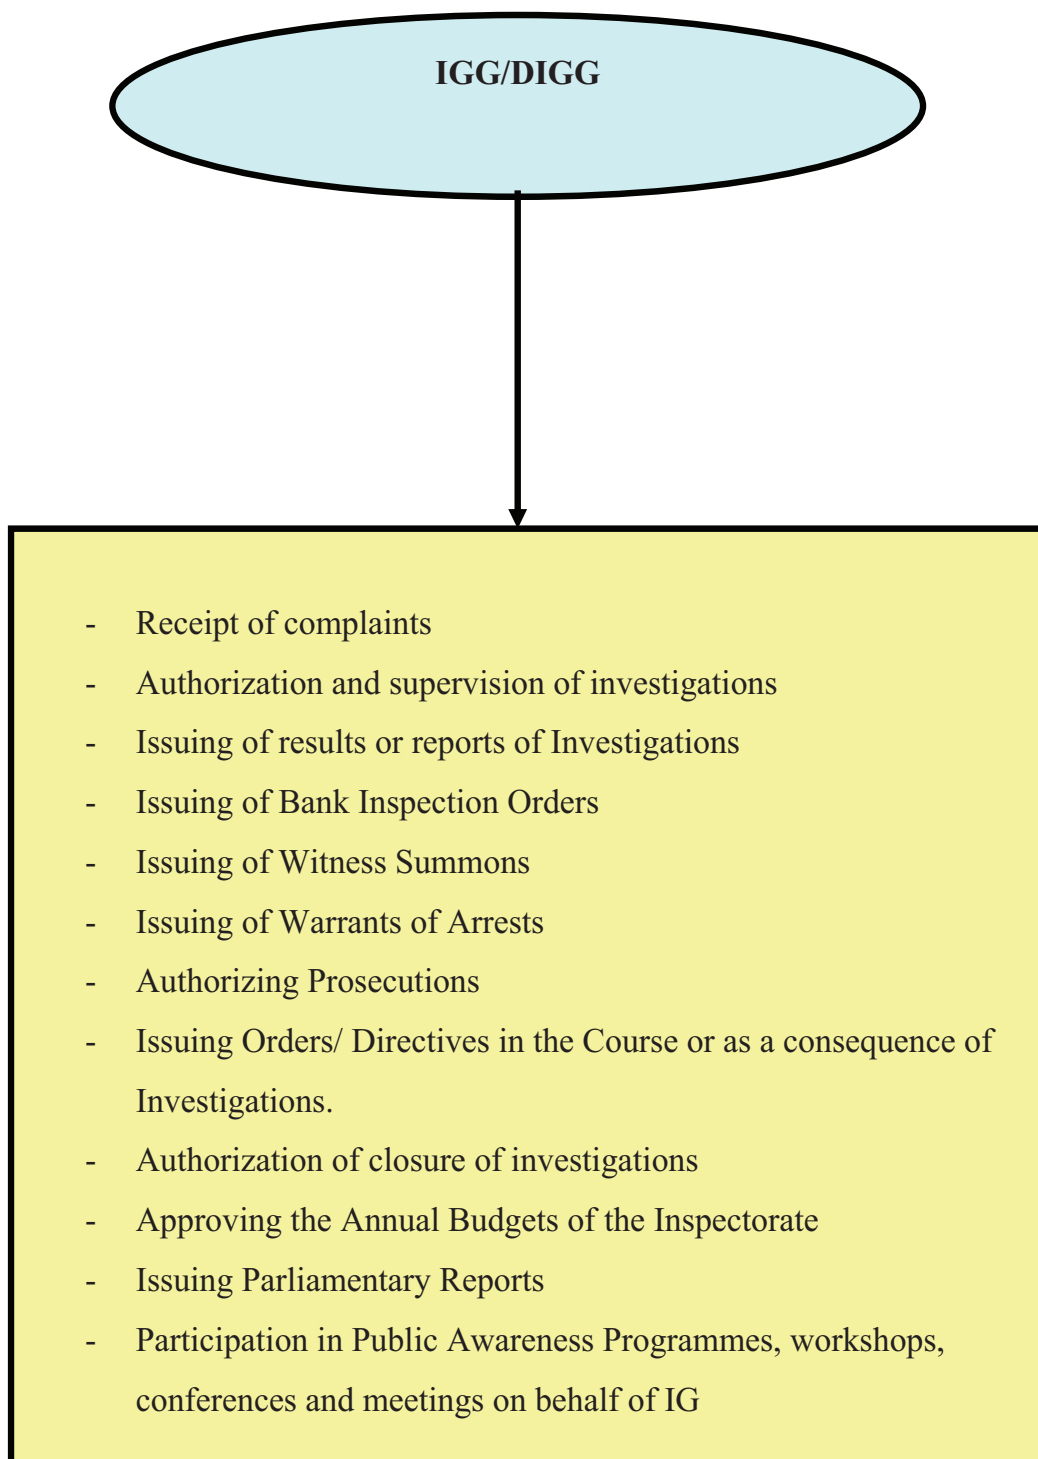 IGG/DIGG
- Receipt of complaints
- Authorization and supervision of investigations
- Issuing of results or reports of Investigations
- Issuing of Bank Inspection Orders
- Issuing of Witness Summons
- Issuing of Warrants of Arrests
- Authorizing Prosecutions
- Issuing Orders/ Directives in the Course or as a consequence of
Investigations.
- Authorization of closure of investigations
- Approving the Annual Budgets of the Inspectorate
- Issuing Parliamentary Reports
- Participation in Public Awareness Programmes, workshops,
conferences and meetings on behalf of IG